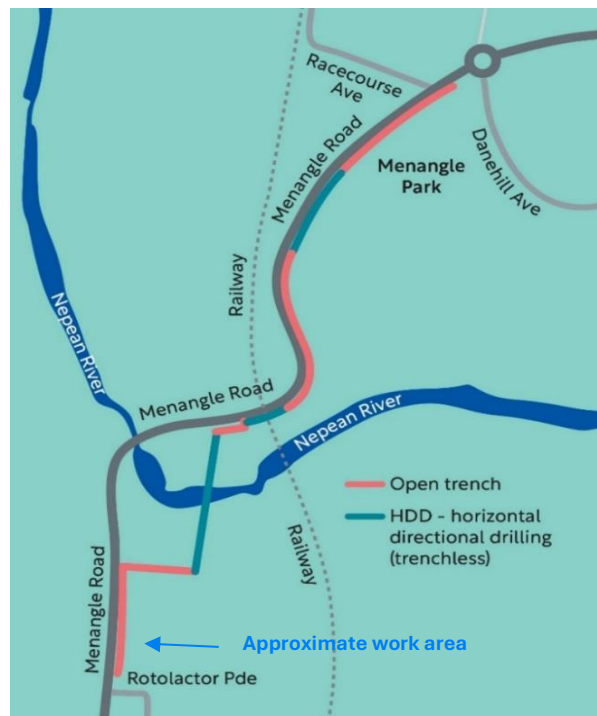 Racecourse
Ave
Menangle Road
Menangle
Park
Danehill Ave
Railway
Nepean River
Menangle Road
Nepean River
Open trench
HDD - horizontal
directional drilling
(trenchless)
Railway
Menangle Road
Approximate work area
Rotolactor Pde